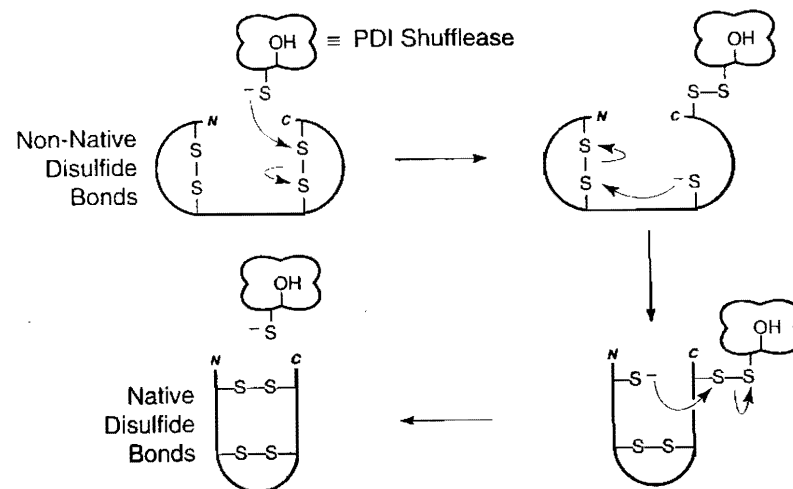 OH
≡ PDI Shufflease
⁻S
N C
S S
S S
Non-Native
Disulfide
Bonds
OH
S—S
N C
S
S ⁻S
OH
⁻S
N C
S—S
Native
Disulfide
Bonds
S—S
OH
N C
S⁻ S—S
S—S